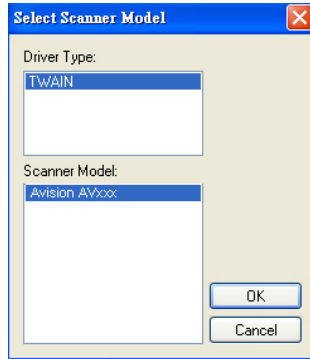 Select Scanner Model
Driver Type:
TWAIN
Scanner Model:
Avision AVxxx
OK
Cancel